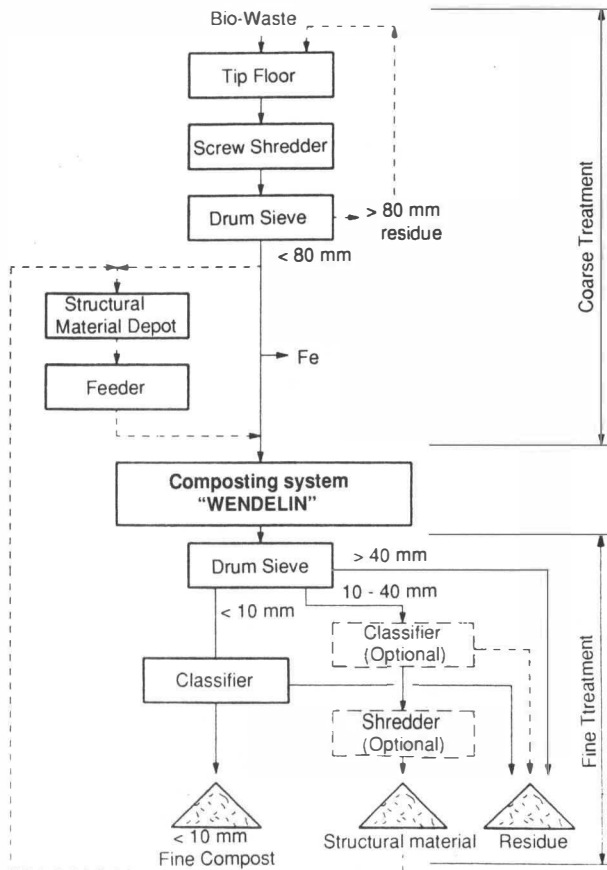 Bio-Waste
Tip Floor
Screw Shredder
Drum Sieve
> 80 mm
residue
< 80 mm
Structural
Material Depot
Fe
Feeder
Coarse Treatment
Composting system
“WENDELIN”
Drum Sieve
> 40 mm
10 - 40 mm
< 10 mm
Classifier
(Optional)
Classifier
Shredder
(Optional)
Fine Ttreatment
< 10 mm
Fine Compost
Structural material
Residue